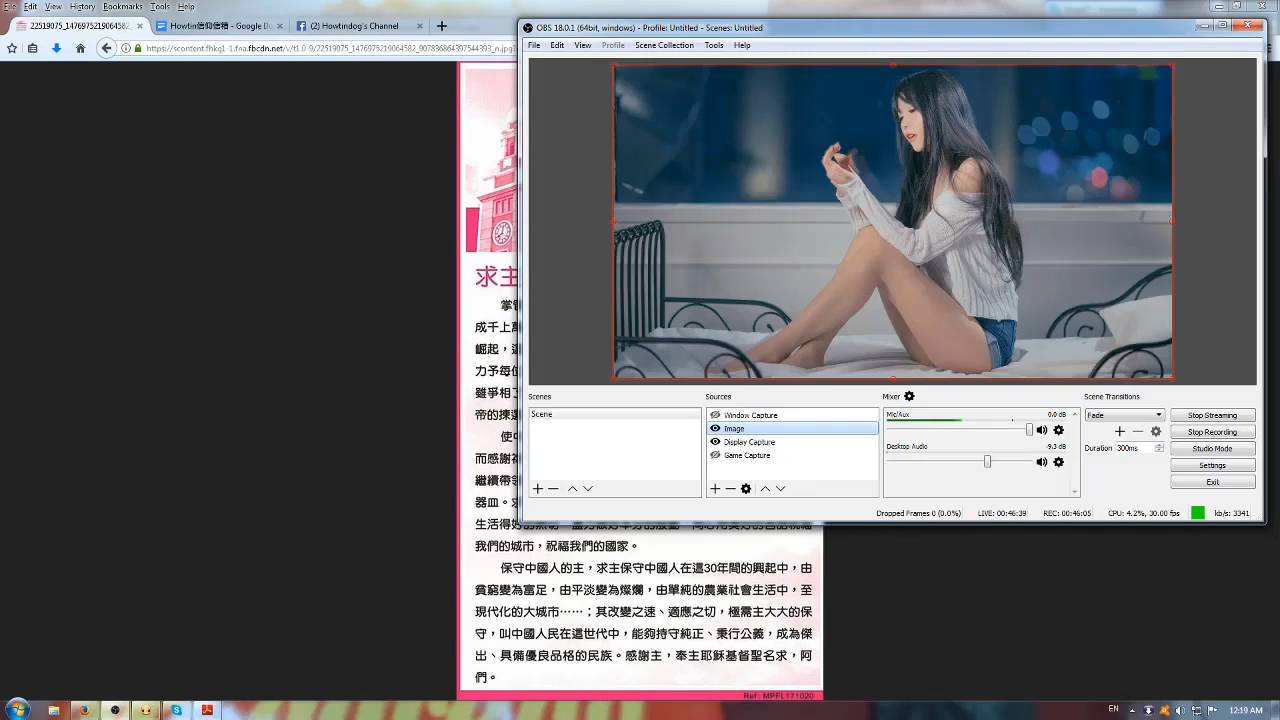 File Edit View History Bookmarks Tools Help
22519075_1476975219064582_
Howtin信仰信箱 - Google Do
(2) Howtindog's Channel
https://scontent.fhkg1-1.fna.fbcdn.net/v/t1.0-9/22519075_1476975219064582_907836864397544393_n.jpg?
OBS 18.0.1 (64bit, windows) - Profile: Untitled - Scenes: Untitled
File Edit View Profile Scene Collection Tools Help
Scenes
Scene
Sources
Window Capture
Image
Display Capture
Game Capture
Mixer
Mic/Aux 0.0 dB
Desktop Audio -9.3 dB
Scene Transitions
Fade
Duration 300ms
Stop Streaming
Stop Recording
Studio Mode
Settings
Exit
Dropped Frames 0 (0.0%) LIVE: 00:46:39 REC: 00:46:05 CPU: 4.2%, 30.00 fps kb/s: 3341
求主
成千上
崛起，
力予每
雖爭相
帝的揀
使中
而感謝
繼續帶
器皿。
生活得
我們的城市，祝福我們的國家。
保守中國人的主，求主保守中國人在這30年間的興起中，由
貧窮變為富足，由平淡變為燦爛，由單純的農業社會生活中，至
現代化的大城市……；其改變之速、適應之切，極需主大大的保
守，叫中國人民在這世代中，能夠持守純正、秉行公義，成為傑
出、具備優良品格的民族。感謝主，奉主耶穌基督聖名求，阿
們。
Ref: MPFL171020
EN 12:19 AM